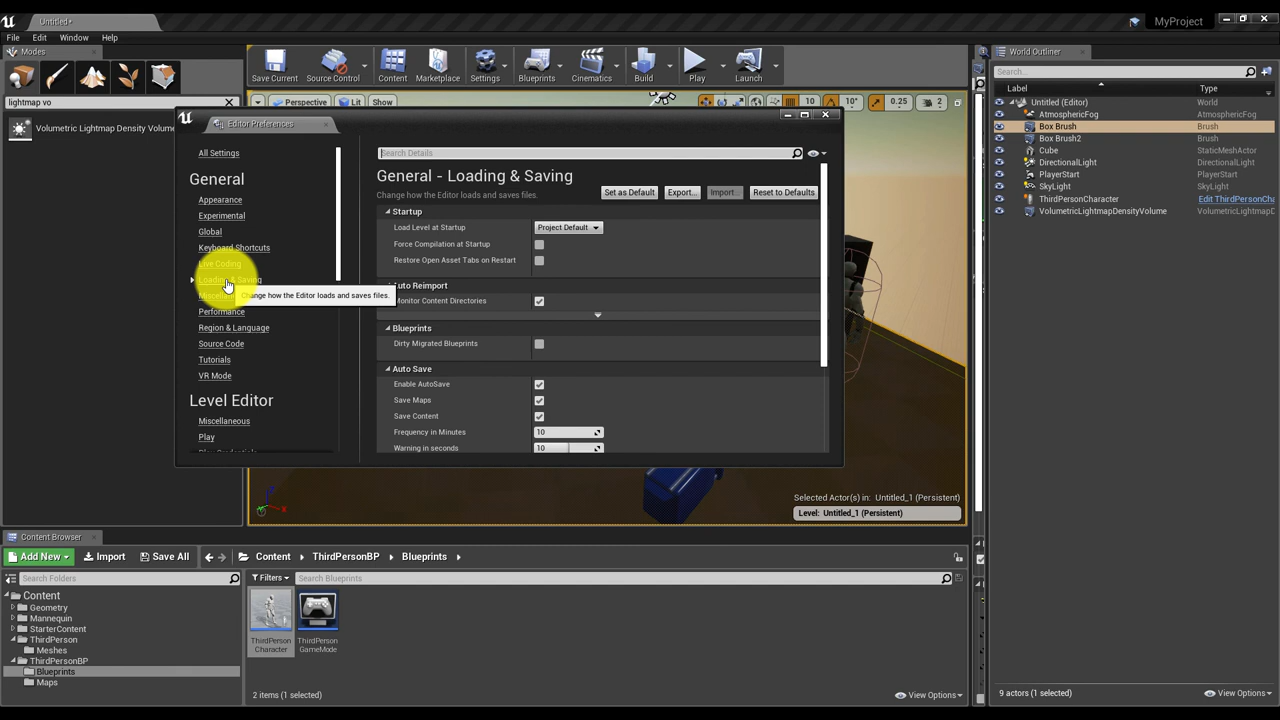 Untitled*
MyProject
File Edit Window Help
Modes
lightmap vo
Volumetric Lightmap Density Volume
Save Current
Source Control
Content
Marketplace
Settings
Blueprints
Cinematics
Build
Play
Launch
Perspective
Lit
Show
10
10°
0.25
2
Editor Preferences
All Settings
General
Appearance
Experimental
Global
Keyboard Shortcuts
Live Coding
Loading & Saving
Change how the Editor loads and saves files.
Performance
Region & Language
Source Code
Tutorials
VR Mode
Level Editor
Miscellaneous
Play
Search Details
General - Loading & Saving
Change how the Editor loads and saves files.
Set as Default
Export...
Import...
Reset to Defaults
Startup
Load Level at Startup
Project Default
Force Compilation at Startup
Restore Open Asset Tabs on Restart
Auto Reimport
Monitor Content Directories
Blueprints
Dirty Migrated Blueprints
Auto Save
Enable AutoSave
Save Maps
Save Content
Frequency in Minutes
10
Warning in seconds
10
Selected Actor(s) in: Untitled_1 (Persistent)
Level: Untitled_1 (Persistent)
World Outliner
Search...
Label
Type
Untitled (Editor) World
AtmosphericFog AtmosphericFog
Box Brush Brush
Box Brush2 Brush
Cube StaticMeshActor
DirectionalLight DirectionalLight
PlayerStart PlayerStart
SkyLight SkyLight
ThirdPersonCharacter Edit ThirdPersonCha
VolumetricLightmapDensityVolume VolumetricLightmapD
9 actors (1 selected)
View Options
Content Browser
Add New
Import
Save All
Content
ThirdPersonBP
Blueprints
Search Folders
Filters
Search Blueprints
Content
Geometry
Mannequin
StarterContent
ThirdPerson
Meshes
ThirdPersonBP
Blueprints
Maps
ThirdPerson
Character
ThirdPerson
GameMode
2 items (1 selected)
View Options